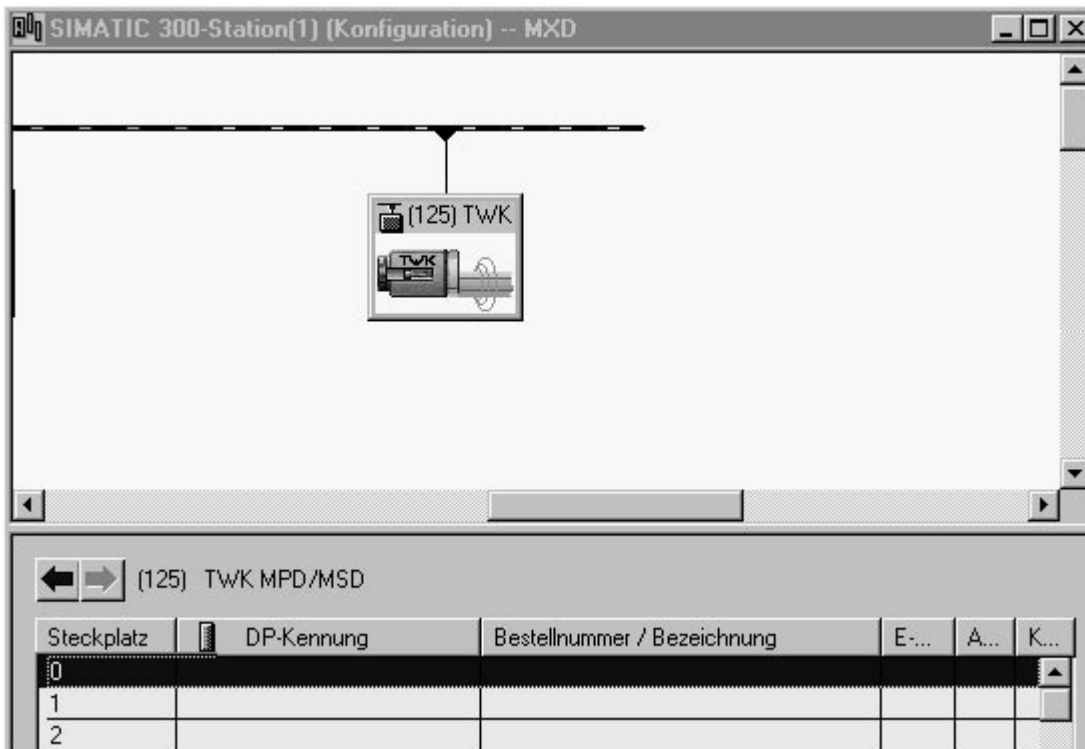 SIMATIC 300-Station(1) (Konfiguration) -- MXD
(125) TWK
TWK
(125) TWK MPD/MSD
Steckplatz DP-Kennung Bestellnummer / Bezeichnung E-... A... K...
0
1
2